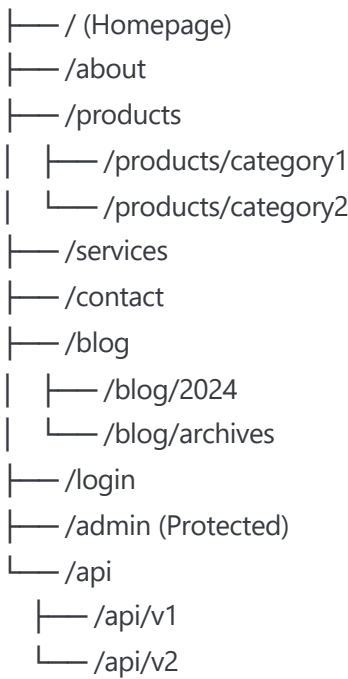 ├── / (Homepage)
├── /about
├── /products
│   ├── /products/category1
│   └── /products/category2
├── /services
├── /contact
├── /blog
│   ├── /blog/2024
│   └── /blog/archives
├── /login
├── /admin (Protected)
└── /api
    ├── /api/v1
    └── /api/v2